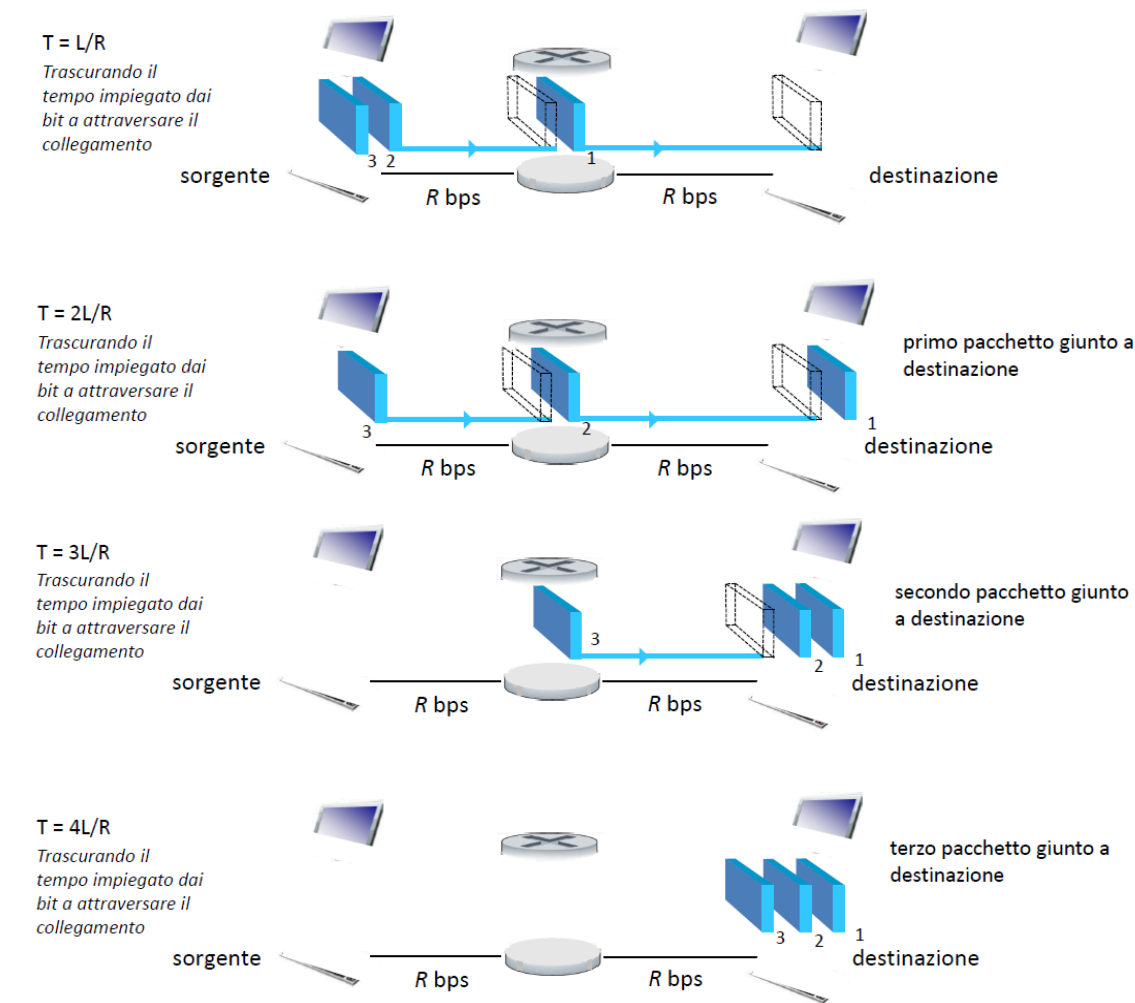 T = L/R
Trascurando il
tempo impiegato dai
bit a attraversare il
collegamento
3 2
1
sorgente
R bps
R bps
destinazione
T = 2L/R
Trascurando il
tempo impiegato dai
bit a attraversare il
collegamento
primo pacchetto giunto a
destinazione
3
2
1
sorgente
R bps
R bps
destinazione
T = 3L/R
Trascurando il
tempo impiegato dai
bit a attraversare il
collegamento
secondo pacchetto giunto
a destinazione
3
2
1
sorgente
R bps
R bps
destinazione
T = 4L/R
Trascurando il
tempo impiegato dai
bit a attraversare il
collegamento
terzo pacchetto giunto a
destinazione
3 2 1
sorgente
R bps
R bps
destinazione